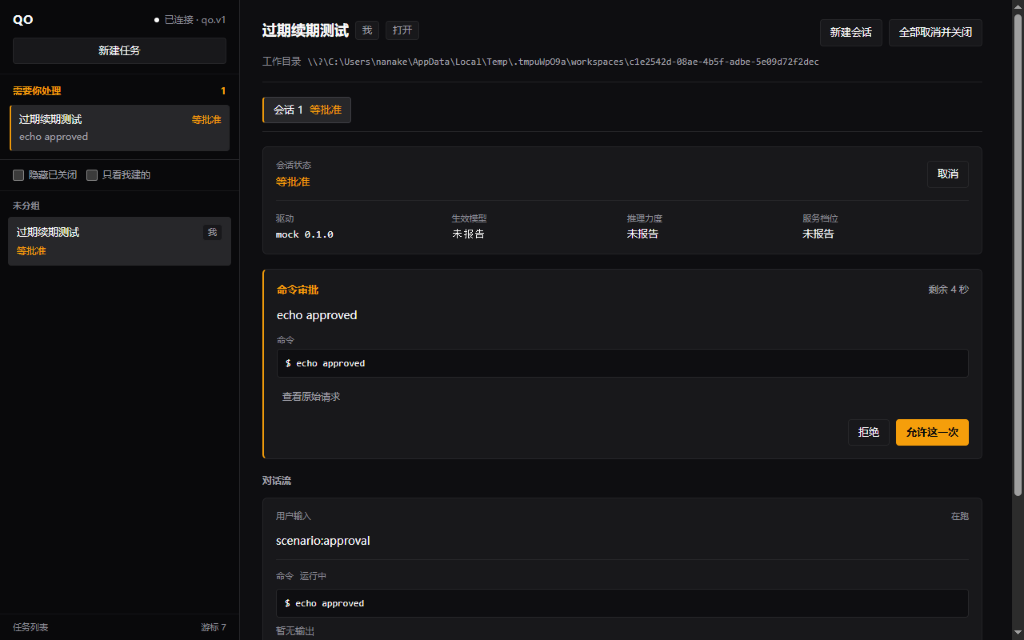 QO
已连接 · qo.v1
新建任务
需要你处理 1
过期续期测试 等批准
echo approved
隐藏已关闭 只看我建的
未分组
过期续期测试 我
等批准
任务列表 游标 7
过期续期测试 我 打开
新建会话 全部取消并关闭
工作目录 \\?\C:\Users\nanake\AppData\Local\Temp\.tmpuWpO9a\workspaces\c1e2542d-08ae-4b5f-adbe-5e09d72f2dec
会话 1 等批准
会话状态
等批准
取消
驱动 生效模型 推理力度 服务档位
mock 0.1.0 未报告 未报告 未报告
命令审批 剩余 4 秒
echo approved
命令
$ echo approved
查看原始请求
拒绝 允许这一次
对话流
用户输入 在跑
scenario:approval
命令 运行中
$ echo approved
暂无输出